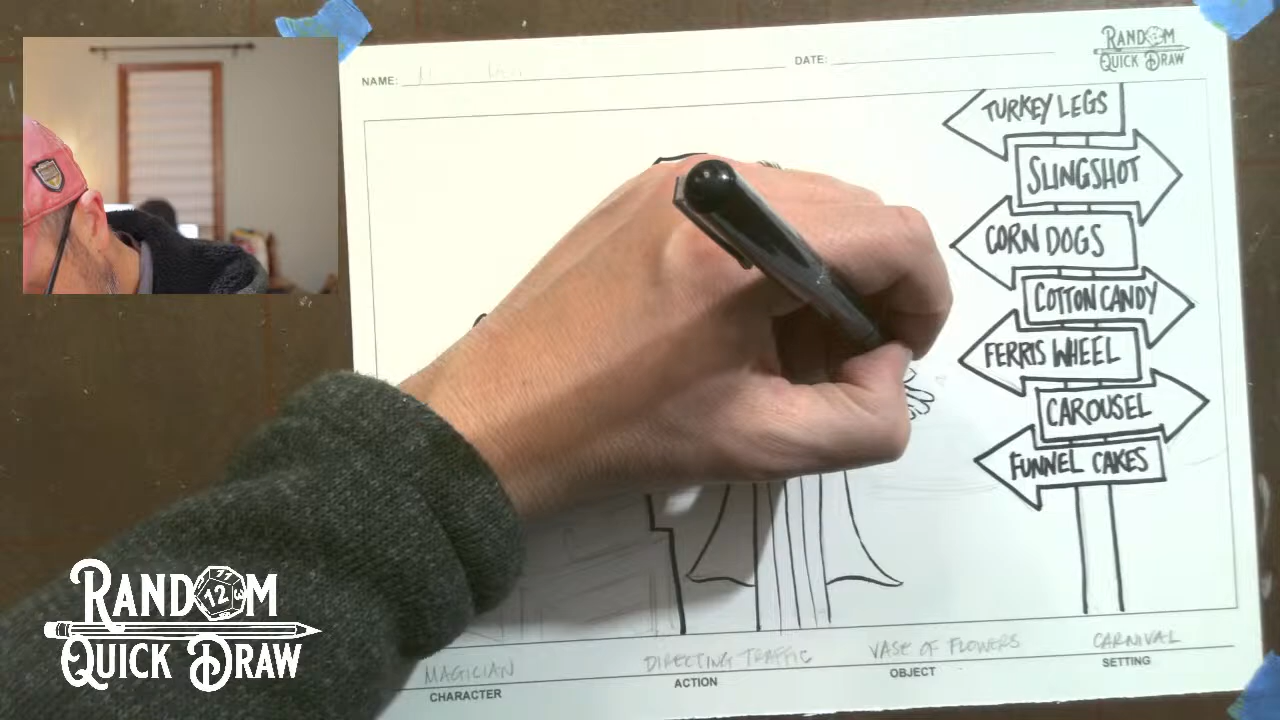 NAME:
DATE:
RANDOM
QUICK DRAW
TURKEY LEGS
SLINGSHOT
CORN DOGS
COTTON CANDY
FERRIS WHEEL
CAROUSEL
FUNNEL CAKES
RANDOM
11
12
QUICK DRAW
MAGICIAN
DIRECTING TRAFFIC
VASE OF FLOWERS
CARNIVAL
CHARACTER
ACTION
OBJECT
SETTING